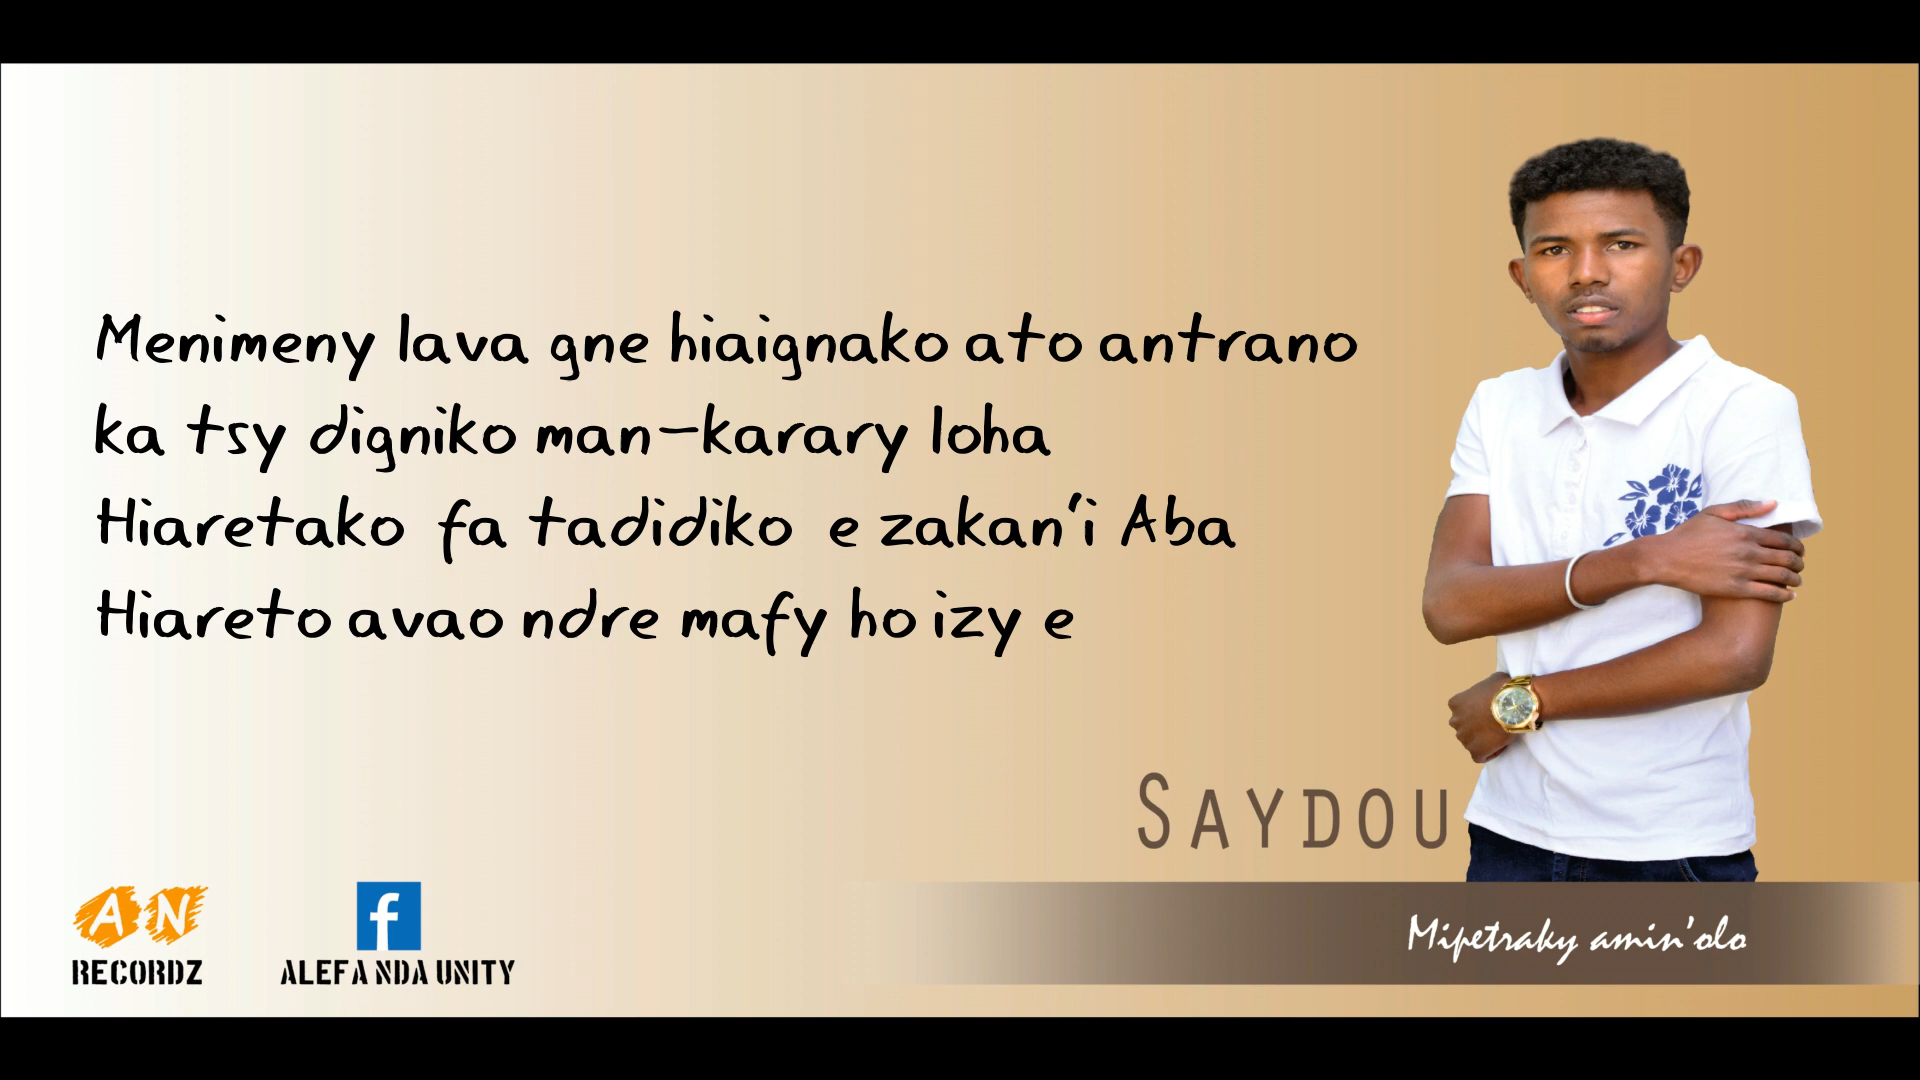 Menimeny lava gne hiaignako ato antrano
ka tsy digniko man-karary loha
Hiaretako fa tadidiko e zakan'i Aba
Hiareto avao ndre mafy ho izy e
SAYDOU
Mipetraky amin'olo
AN
RECORDZ
f
ALEFA NDA UNITY